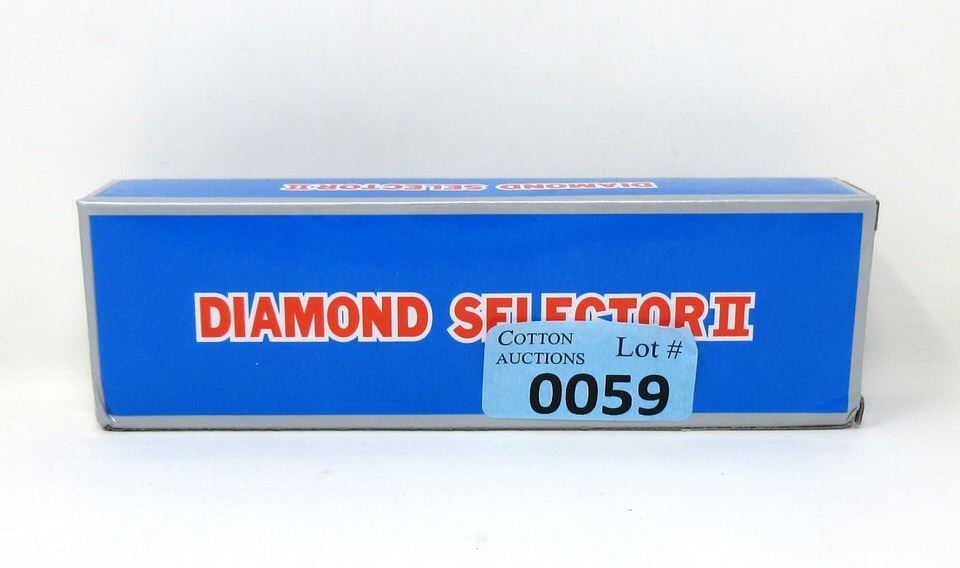 DIAMOND SELECTOR II
DIAMOND SELECTOR II
COTTON
AUCTIONS
Lot #
0059